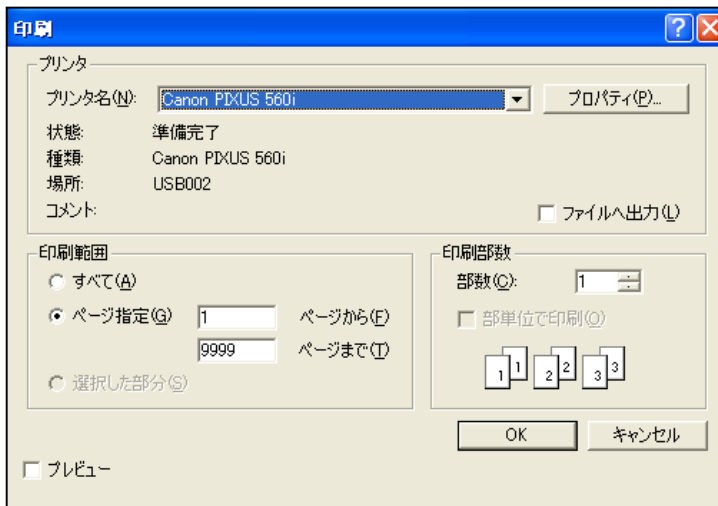 印刷
プリンタ
プリンタ名(N): Canon PIXUS 560i プロパティ(P)...
状態: 準備完了
種類: Canon PIXUS 560i
場所: USB002
コメント:
ファイルへ出力(L)
印刷範囲
すべて(A)
ページ指定(G) 1 ページから(F)
9999 ページまで(T)
選択した部分(S)
印刷部数
部数(C): 1
部単位で印刷(O)
1 1 2 2 3 3
OK キャンセル
プレビュー